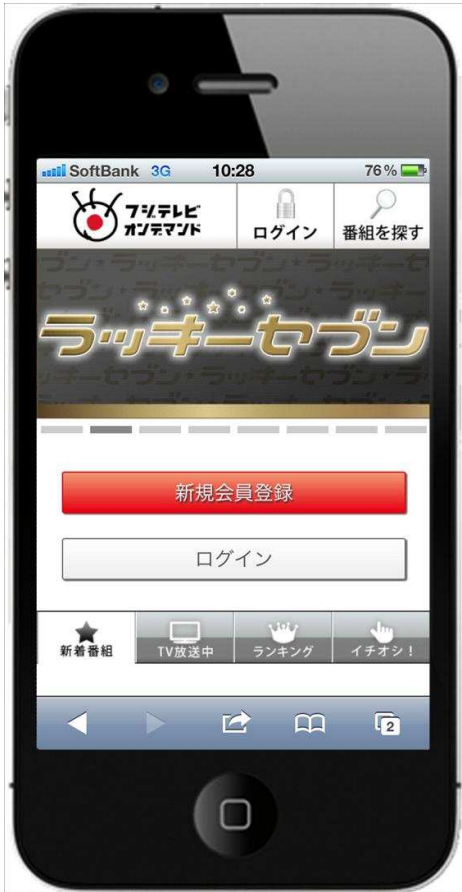 SoftBank 3G 10:28 76%
フジテレビ
オンデマンド
ログイン
番組を探す
ラッキーセブン
新規会員登録
ログイン
新着番組
TV放送中
ランキング
イチオシ！
2